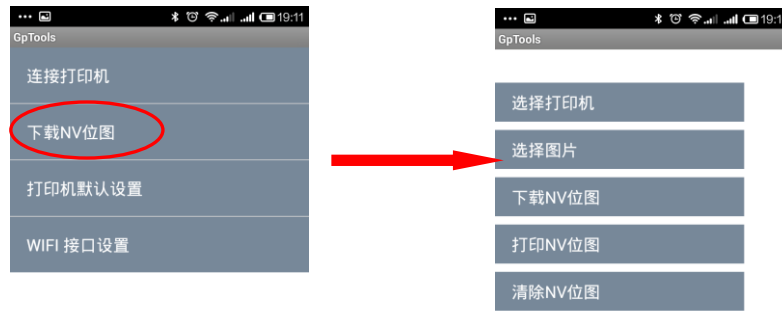 19:11
GpTools
连接打印机
下载NV位图
打印机默认设置
WIFI 接口设置
19:1
GpTools
选择打印机
选择图片
下载NV位图
打印NV位图
清除NV位图